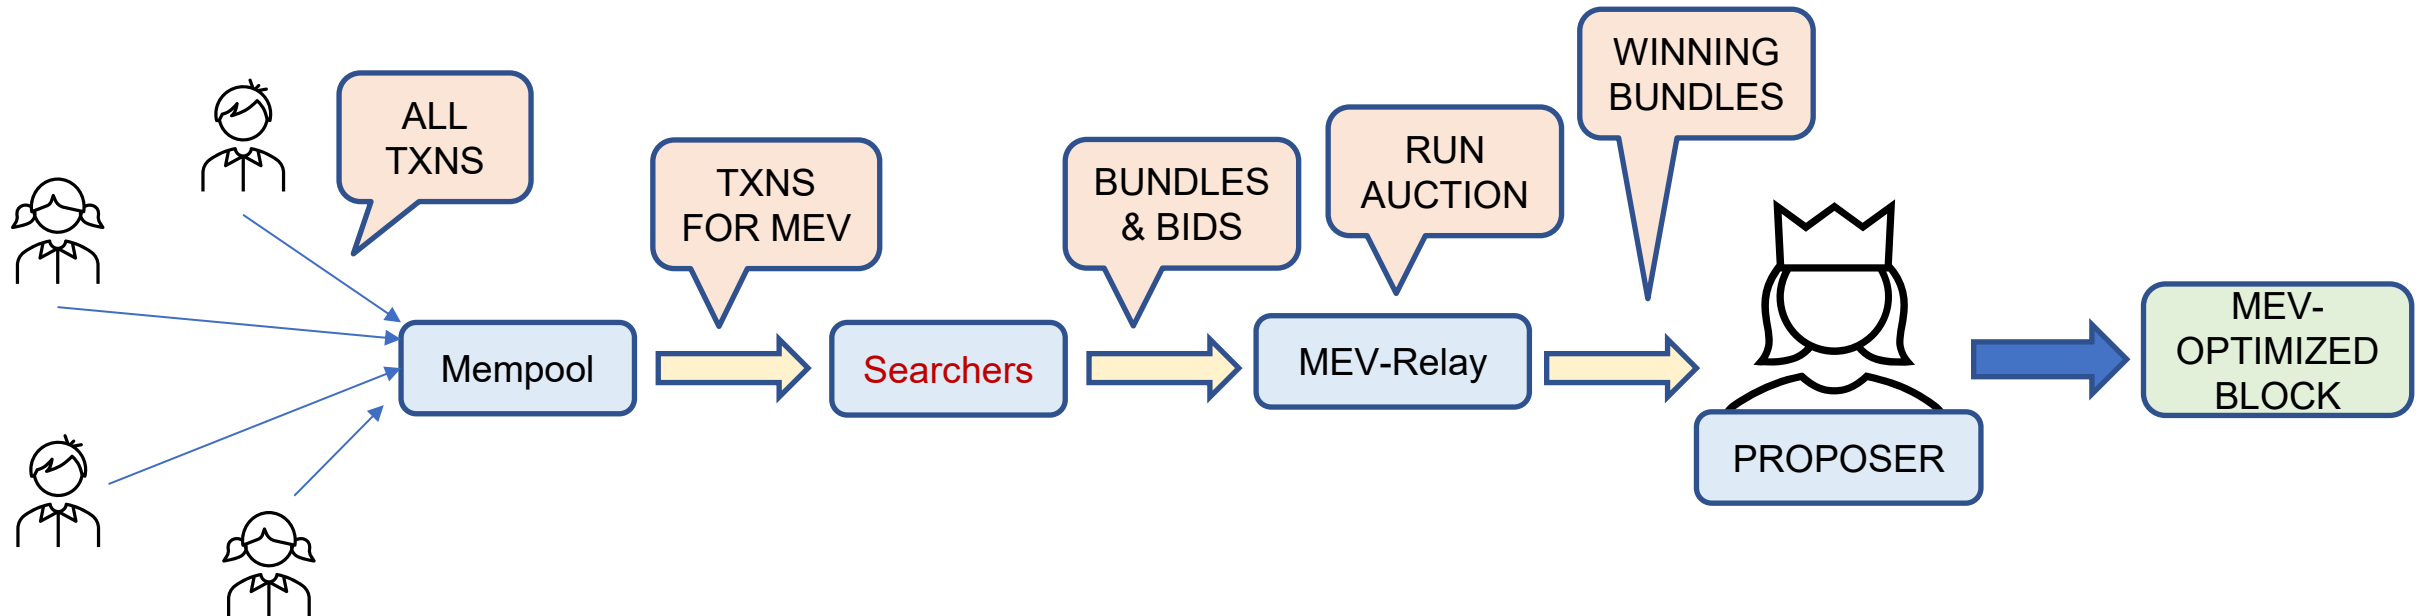 ALL
TXNS
TXNS
FOR MEV
BUNDLES
& BIDS
RUN
AUCTION
WINNING
BUNDLES
Mempool
Searchers
MEV-Relay
PROPOSER
MEV-
OPTIMIZED
BLOCK